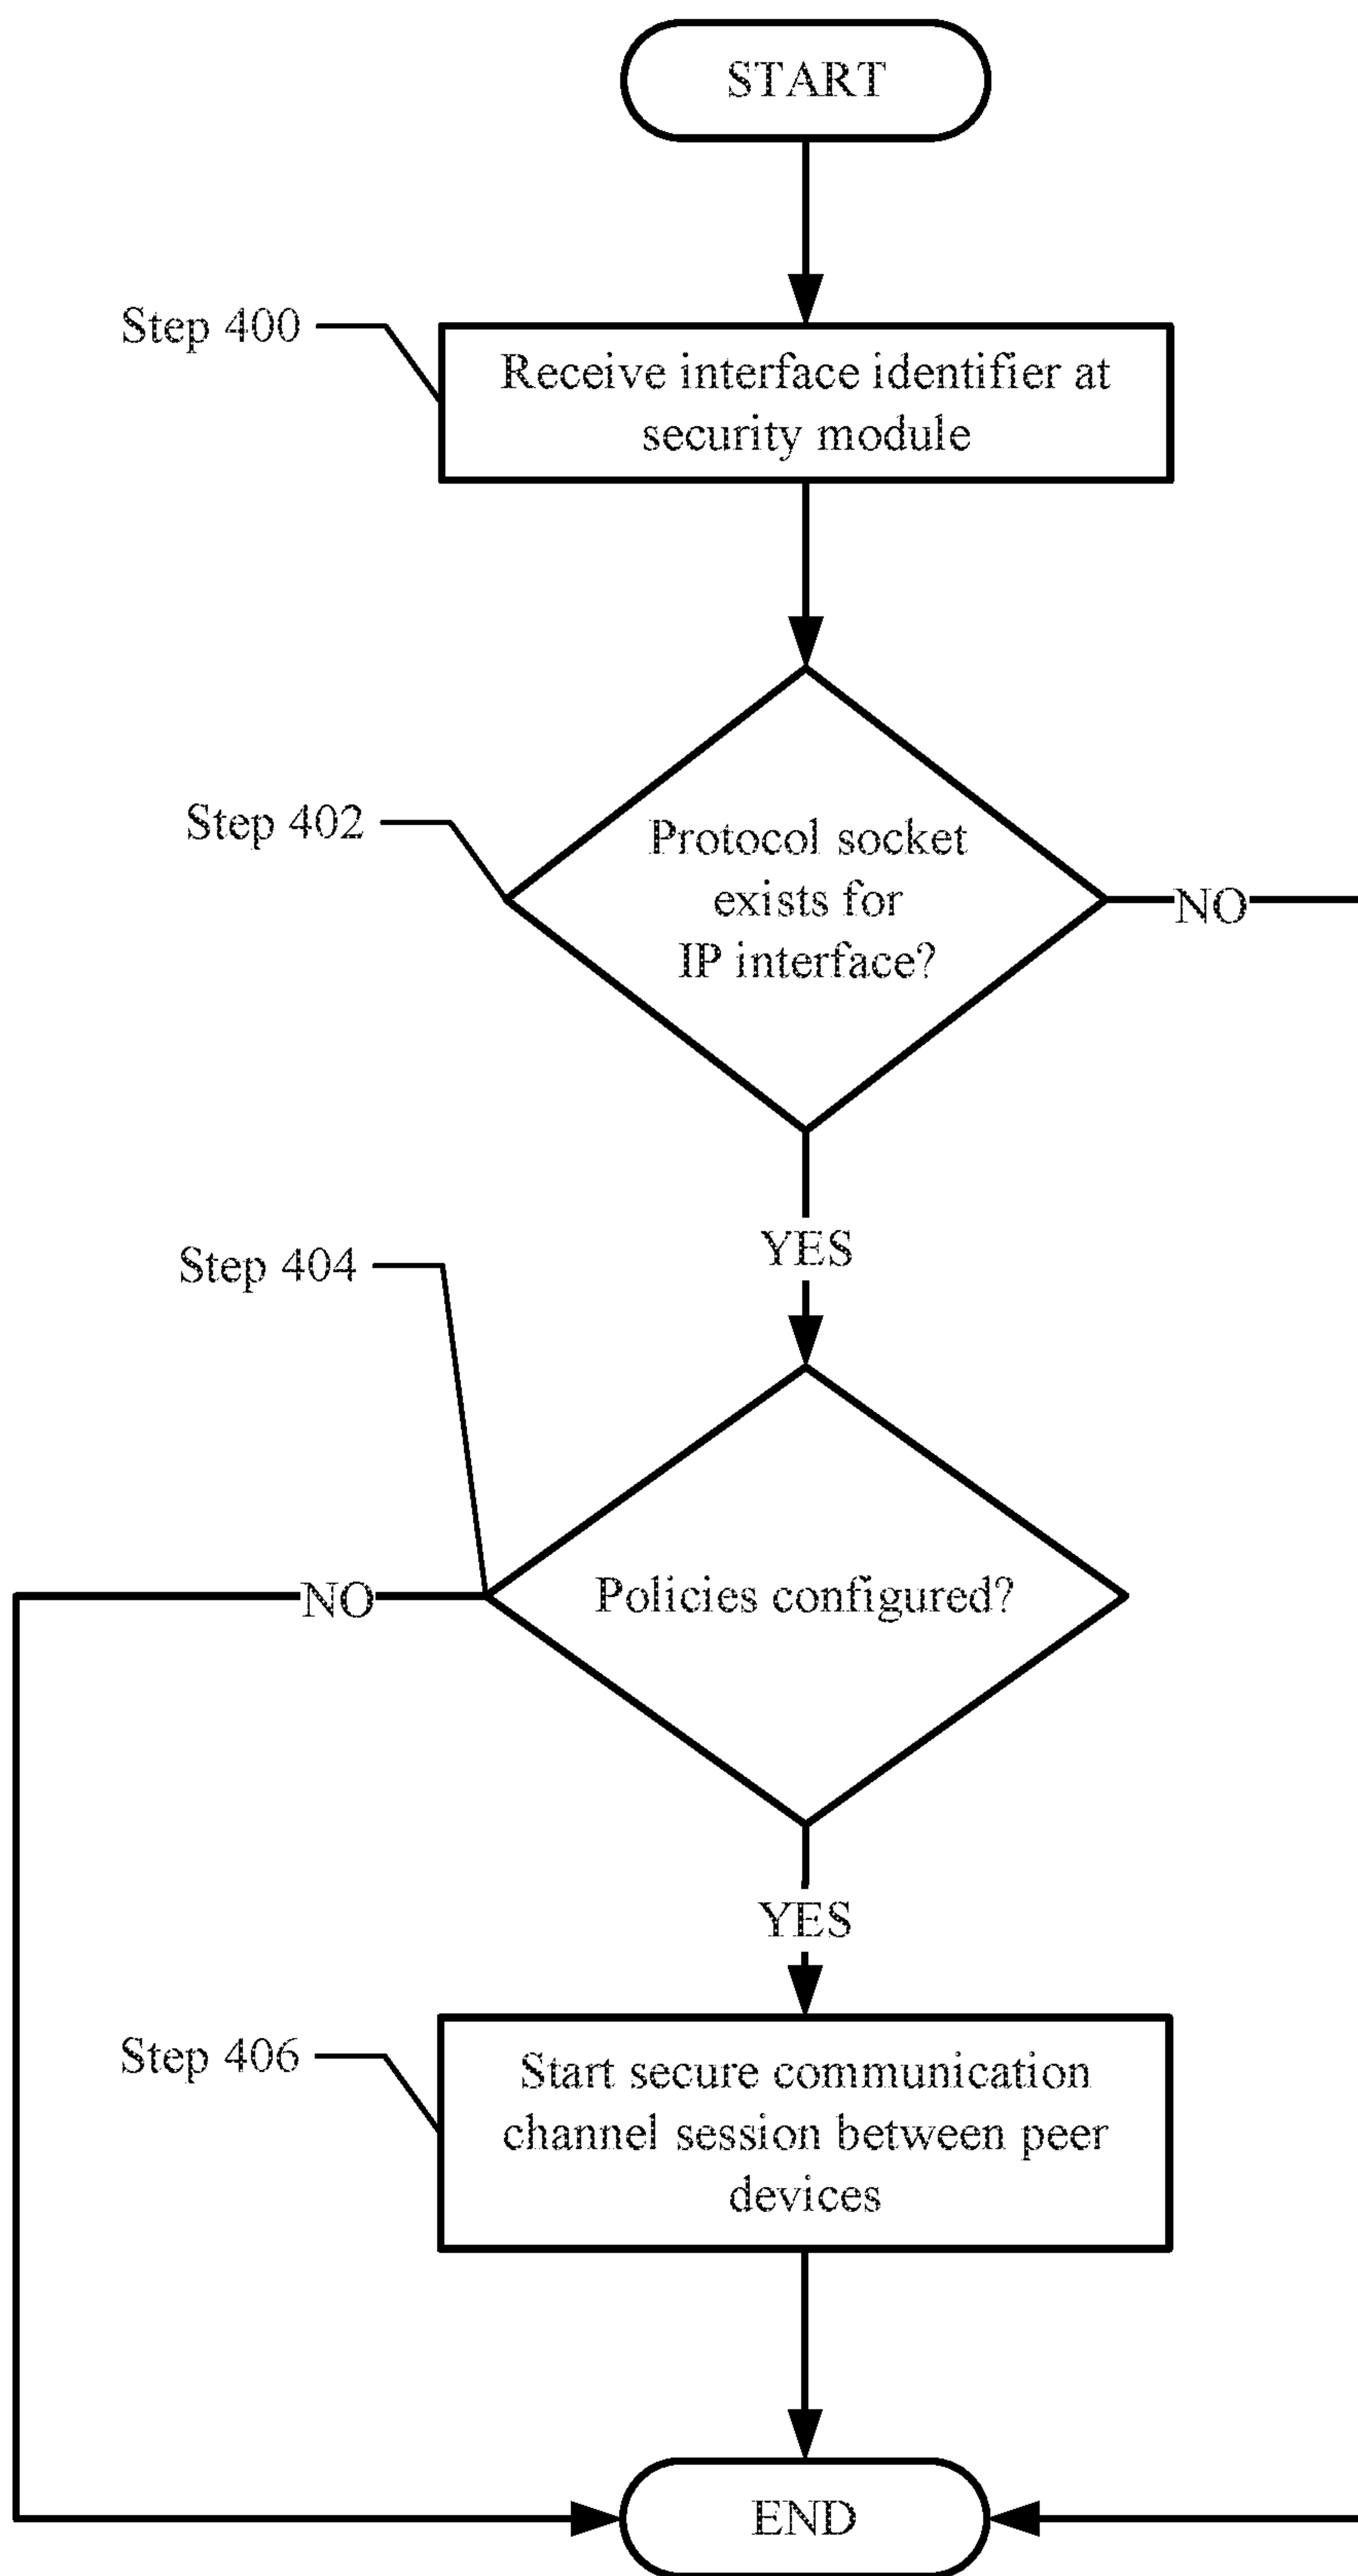 START
Step 400
Receive interface identifier at
security module
Step 402
Protocol socket
exists for
IP interface?
NO
YES
Step 404
Policies configured?
NO
YES
Step 406
Start secure communication
channel session between peer
devices
END